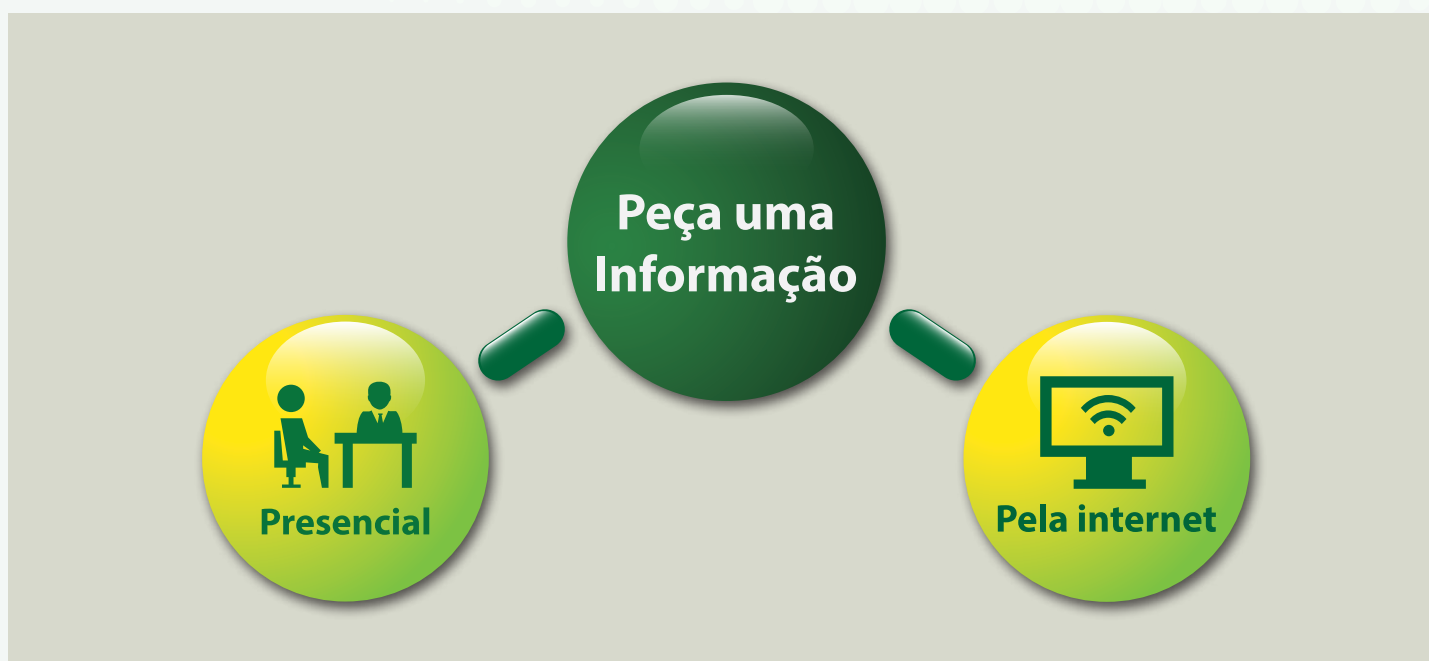 Peça uma
Informação
Presencial
Pela internet